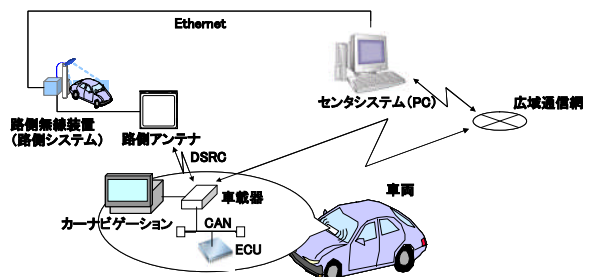 Ethernet
センタシステム(PC)
広域通信網
路側無線装置
(路側システム)
路側アンテナ
DSRC
車両
車載器
カーナビゲーション
CAN
ECU